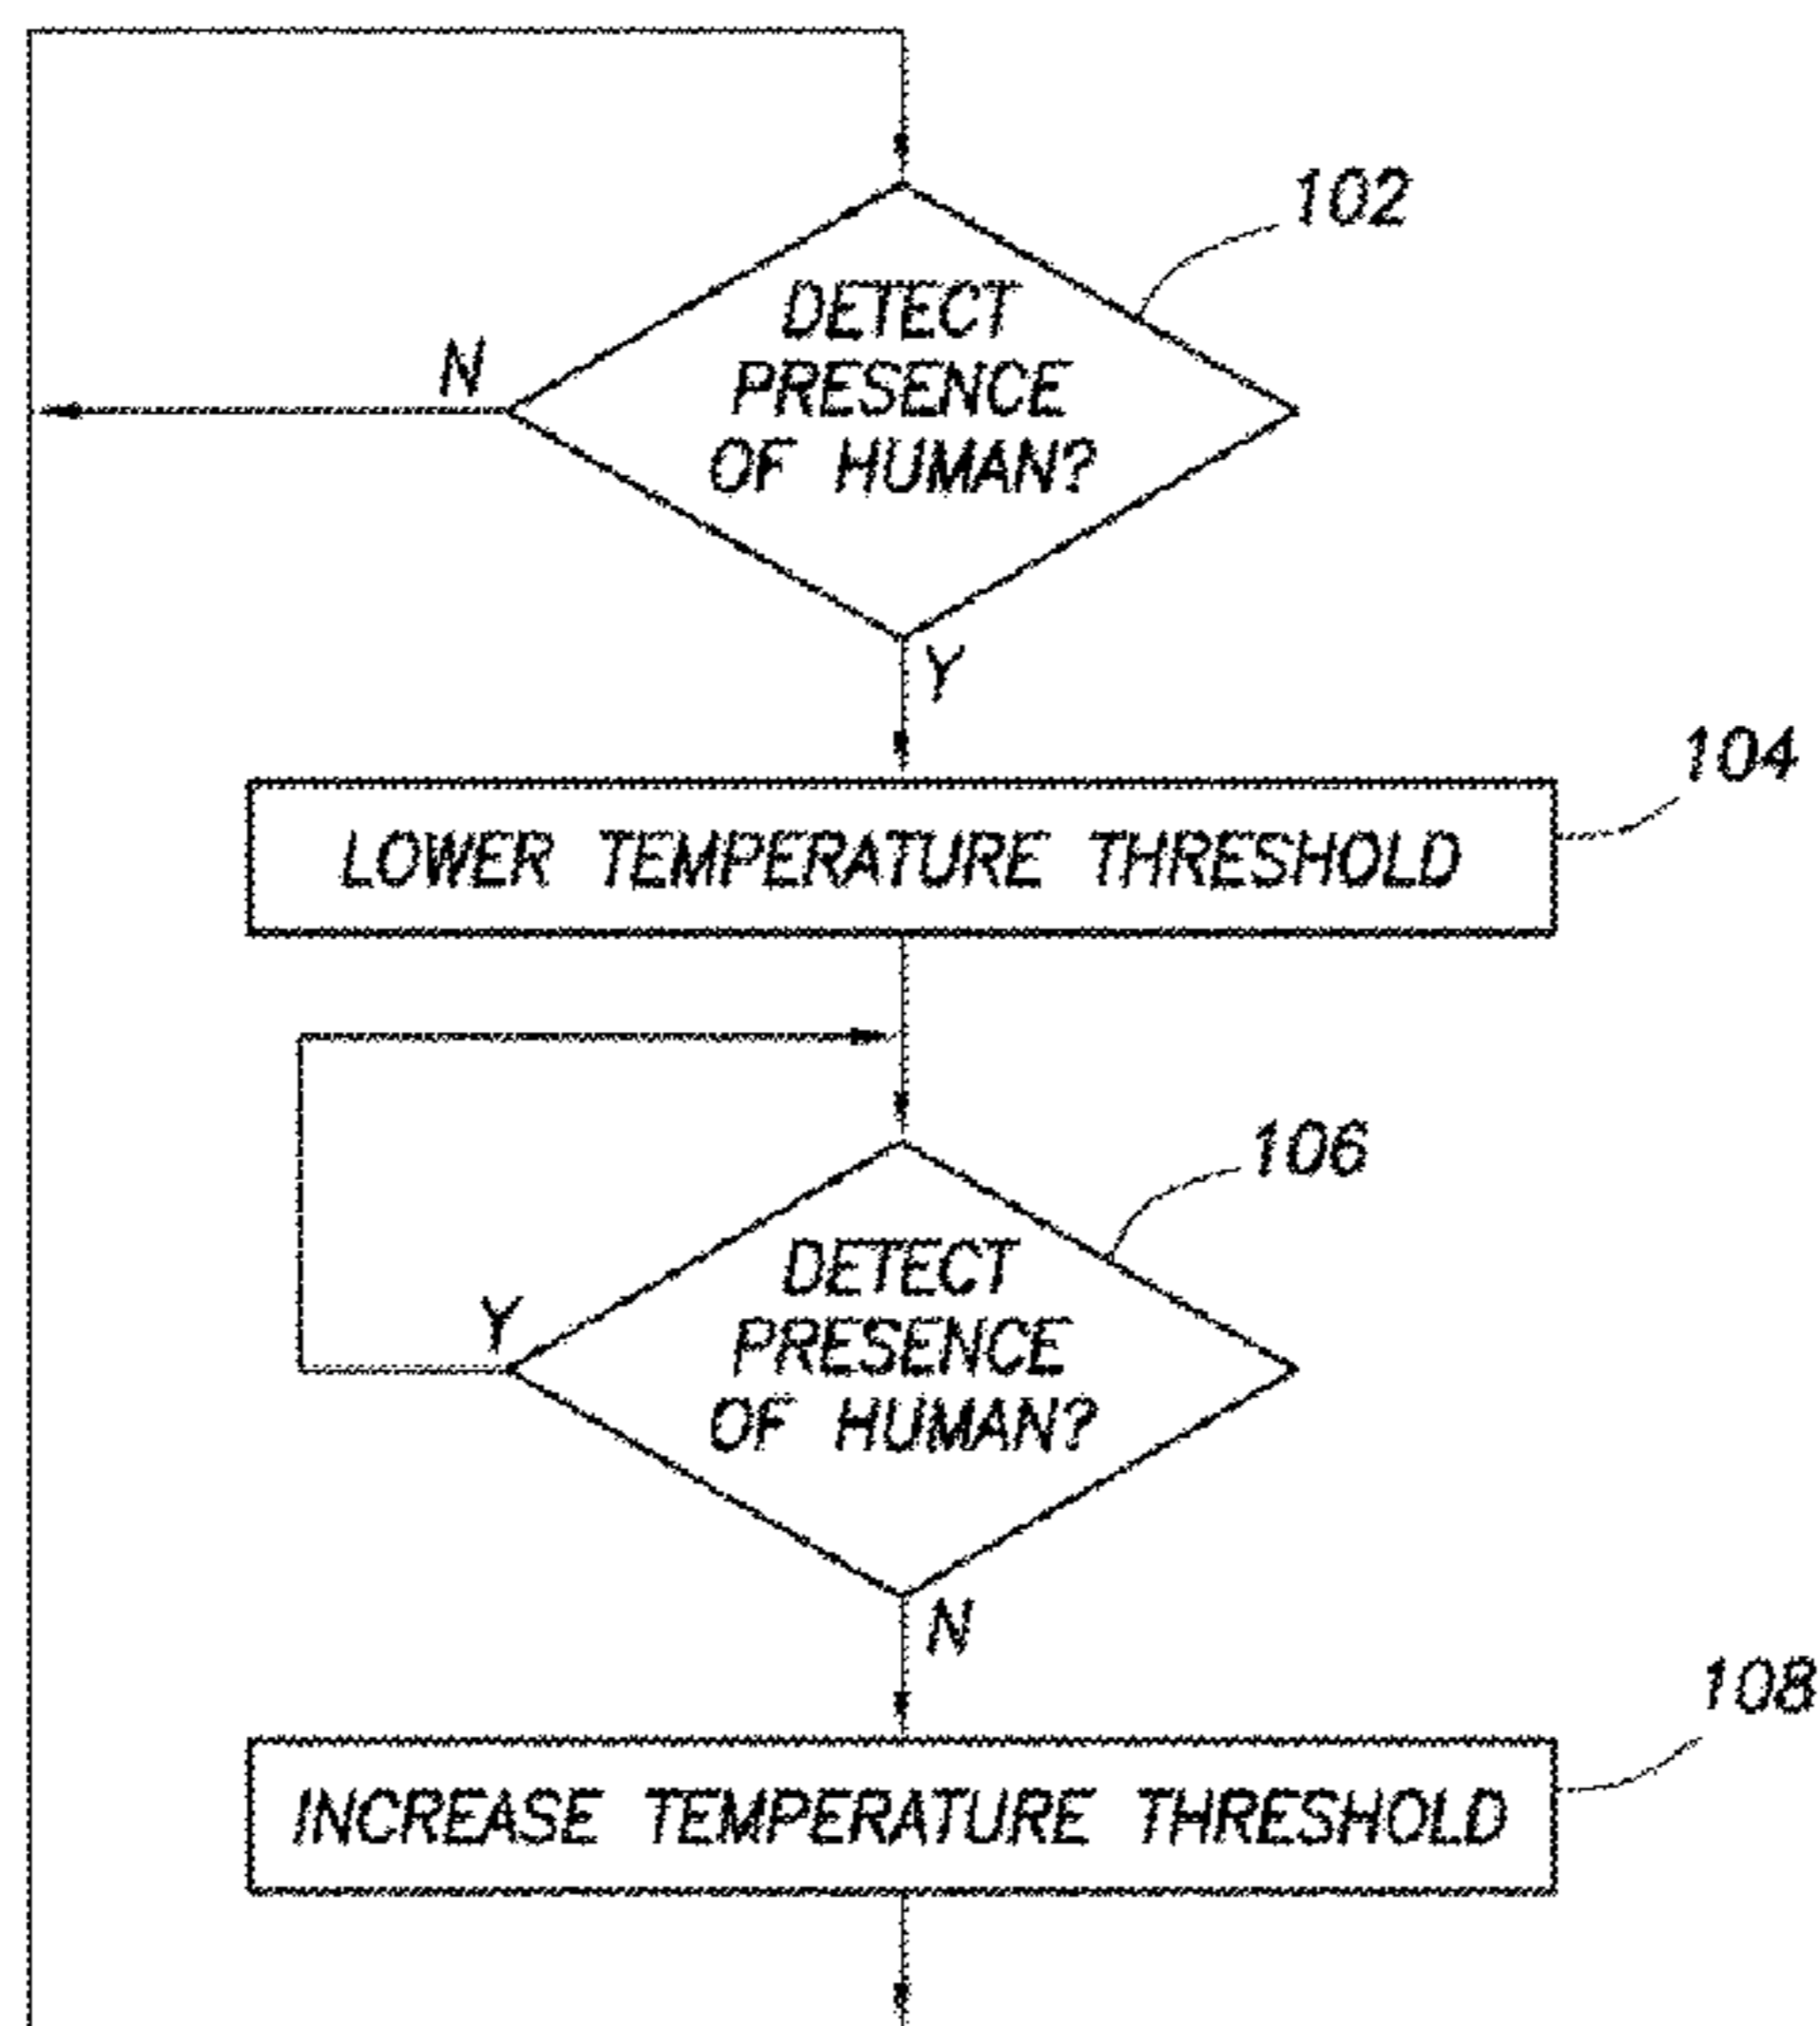 102
DETECT
PRESENCE
OF HUMAN?
N
Y
104
LOWER TEMPERATURE THRESHOLD
106
DETECT
PRESENCE
OF HUMAN?
Y
N
108
INCREASE TEMPERATURE THRESHOLD